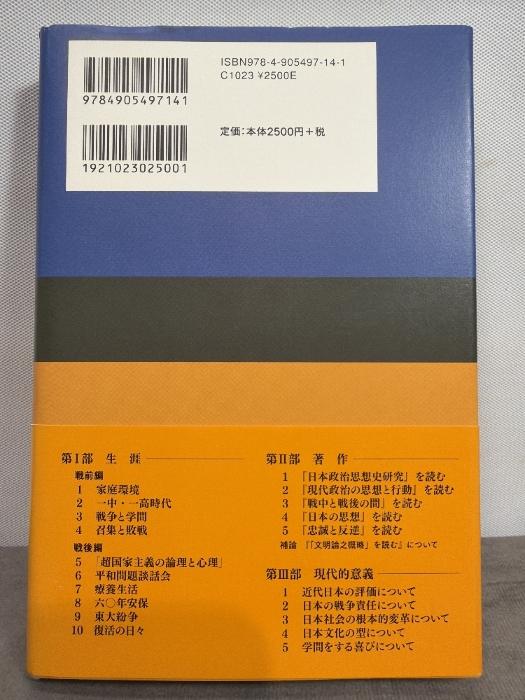 ISBN978-4-905497-14-1
C1023 ¥2500E
9784905497141
定価：本体2500円＋税
1921023025001
第Ⅰ部 生 涯
戦前編
1 家庭環境
2 一中・一高時代
3 戦争と学問
4 召集と敗戦
戦後編
5 「超国家主義の論理と心理」
6 平和問題談話会
7 療養生活
8 六〇年安保
9 東大紛争
10 復活の日々
第Ⅱ部 著 作
1 『日本政治思想史研究』を読む
2 『現代政治の思想と行動』を読む
3 『戦中と戦後の間』を読む
4 『日本の思想』を読む
5 『忠誠と反逆』を読む
補論 『「文明論之概略」を読む』について
第Ⅲ部 現代的意義
1 近代日本の評価について
2 日本の戦争責任について
3 日本社会の根本的変革について
4 日本文化の型について
5 学問をする喜びについて